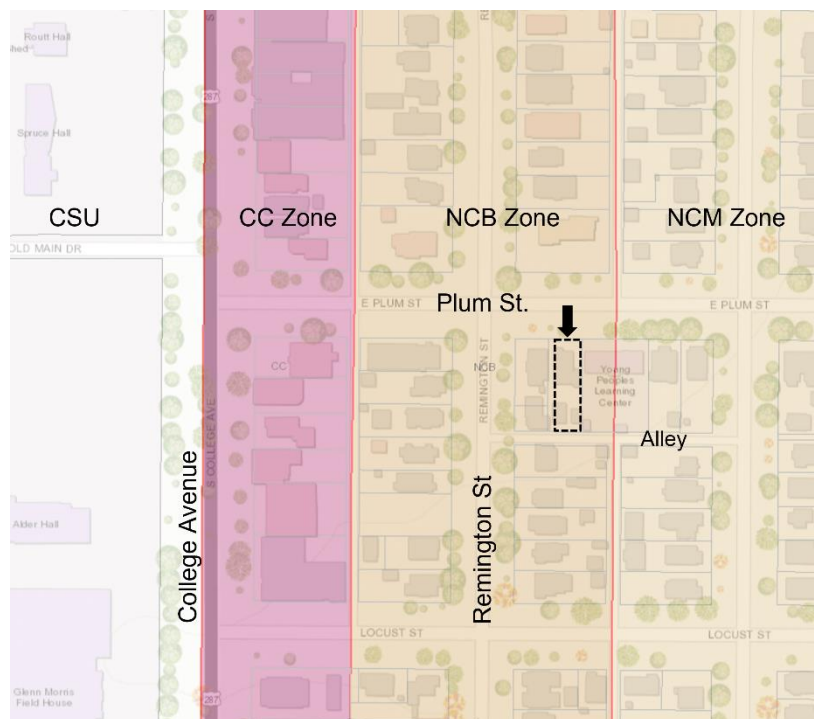 Routt Hall
Spruce Hall
287
CSU
CC Zone
NCB Zone
NCM Zone
OLD MAIN DR
E PLUM ST
Plum St.
E PLUM ST
CC
NCB
Young
Peoples
Learning
Center
REMINGTON ST
S COLLEGE AVE
Alley
College Avenue
Remington St
Alder Hall
LOCUST ST
LOCUST ST
Glenn Morris
Field House
287